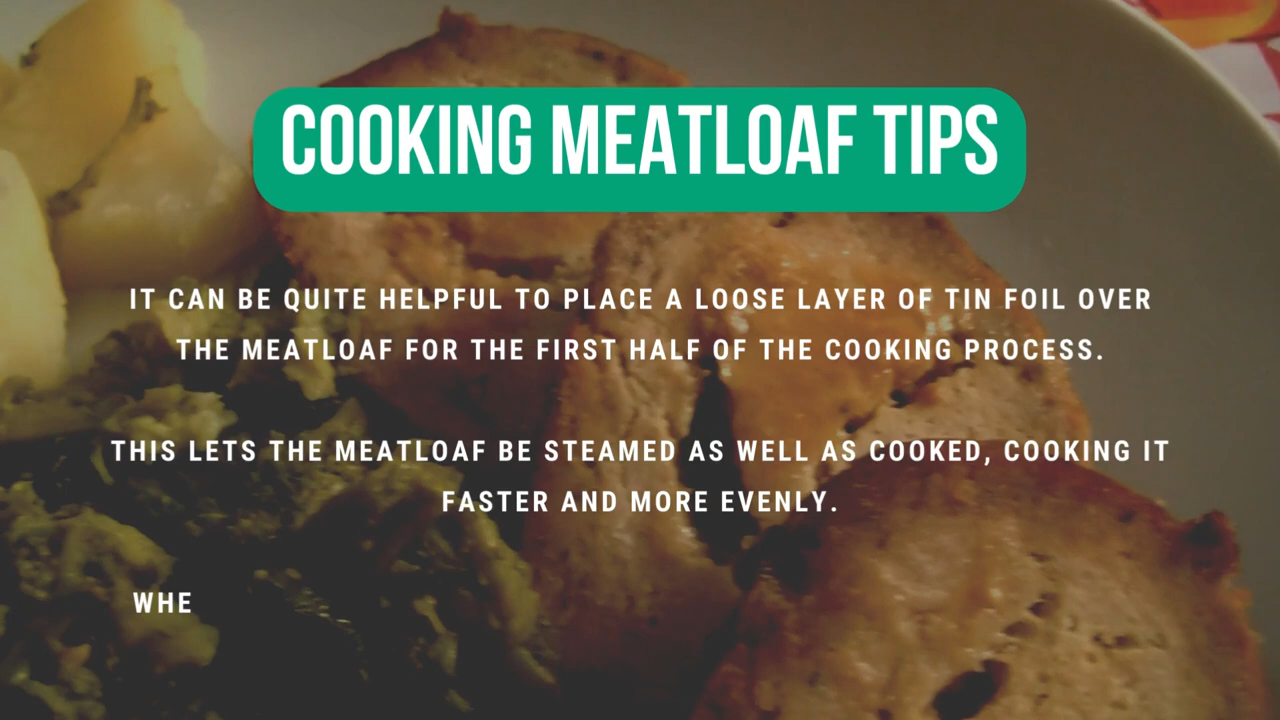 COOKING MEATLOAF TIPS
IT CAN BE QUITE HELPFUL TO PLACE A LOOSE LAYER OF TIN FOIL OVER
THE MEATLOAF FOR THE FIRST HALF OF THE COOKING PROCESS.
THIS LETS THE MEATLOAF BE STEAMED AS WELL AS COOKED, COOKING IT
FASTER AND MORE EVENLY.
WHE